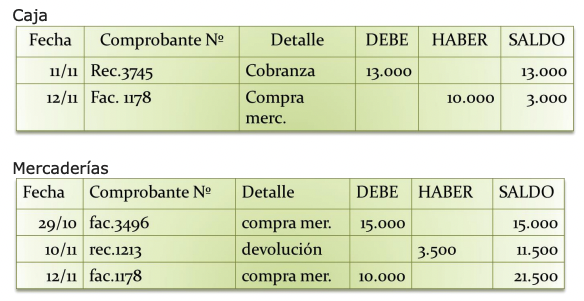 Caja
Fecha Comprobante Nº Detalle DEBE HABER SALDO
11/11 Rec.3745 Cobranza 13.000 13.000
12/11 Fac. 1178 Compra 10.000 3.000
merc.
Mercaderías
Fecha Comprobante Nº Detalle DEBE HABER SALDO
29/10 fac.3496 compra mer. 15.000 15.000
10/11 rec.1213 devolución 3.500 11.500
12/11 fac.1178 compra mer. 10.000 21.500